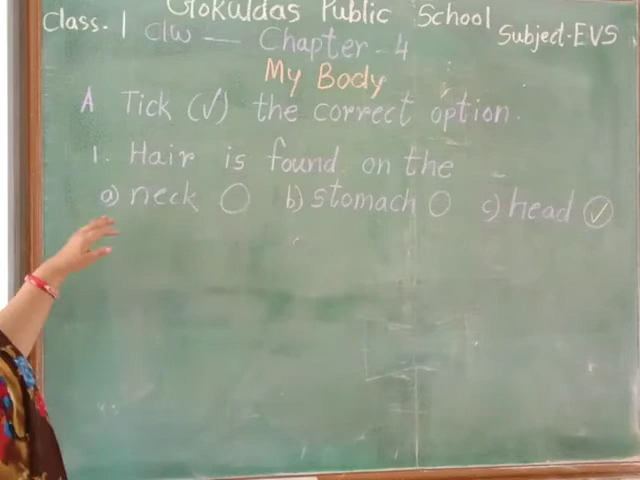 Gokuldas Public School
Class. 1 C/W — Chapter - 4 Subject-EVS
My Body
A Tick (✓) the correct option.
1. Hair is found on the _
a) neck ○ b) stomach ○ c) head ✓